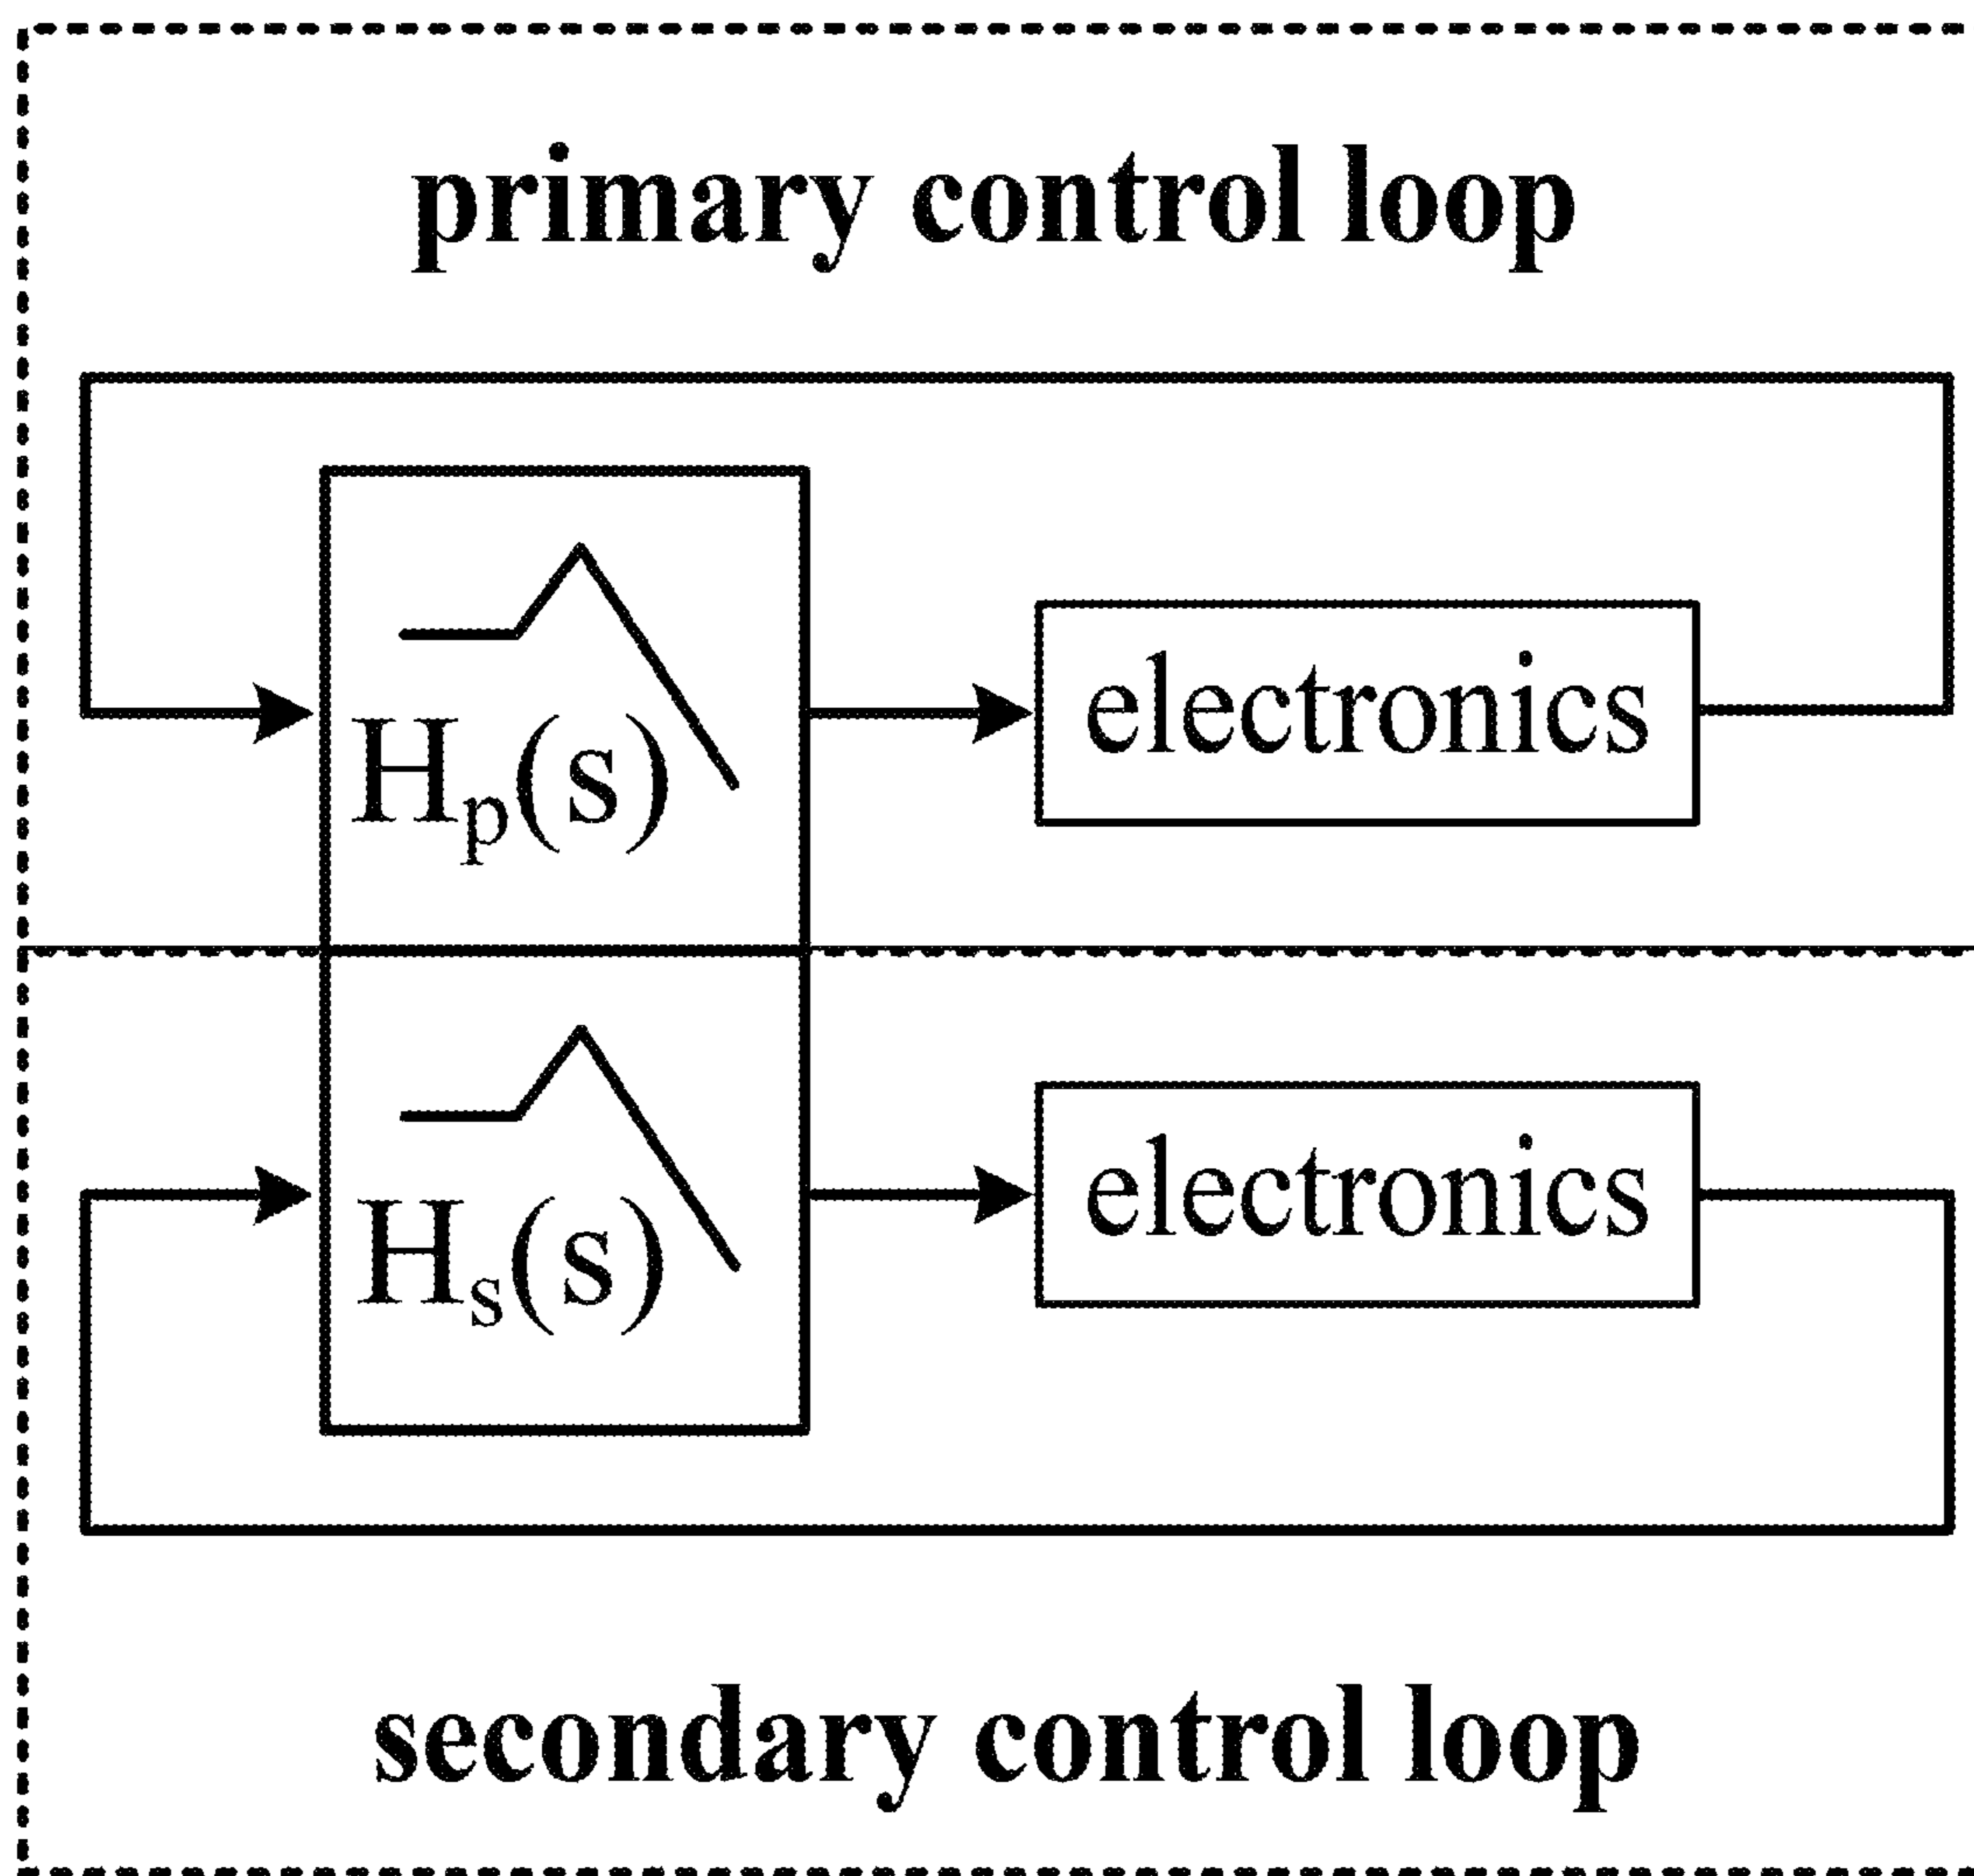 primary control loop
electronics
Hp(s)
electronics
Hs(s)
secondary control loop